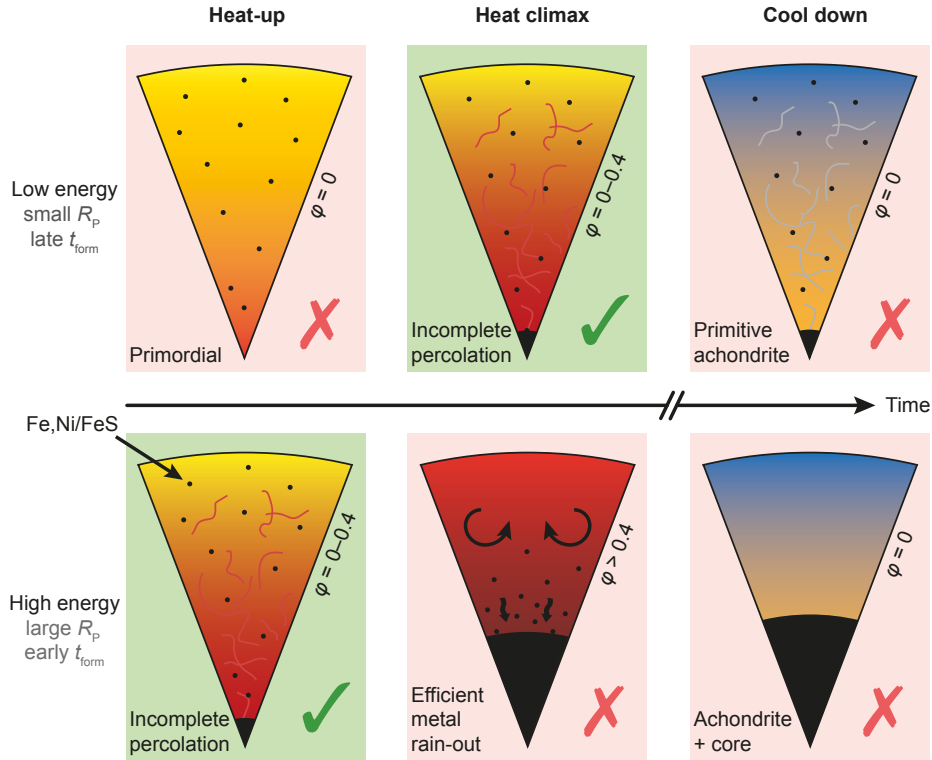 Heat-up
Heat climax
Cool down
Low energy
small R_P
late t_form
φ = 0
Primordial
φ = 0–0.4
Incomplete
percolation
φ = 0
Primitive
achondrite
Time
Fe,Ni/FeS
High energy
large R_P
early t_form
φ = 0–0.4
Incomplete
percolation
φ > 0.4
Efficient
metal
rain-out
φ = 0
Achondrite
+ core